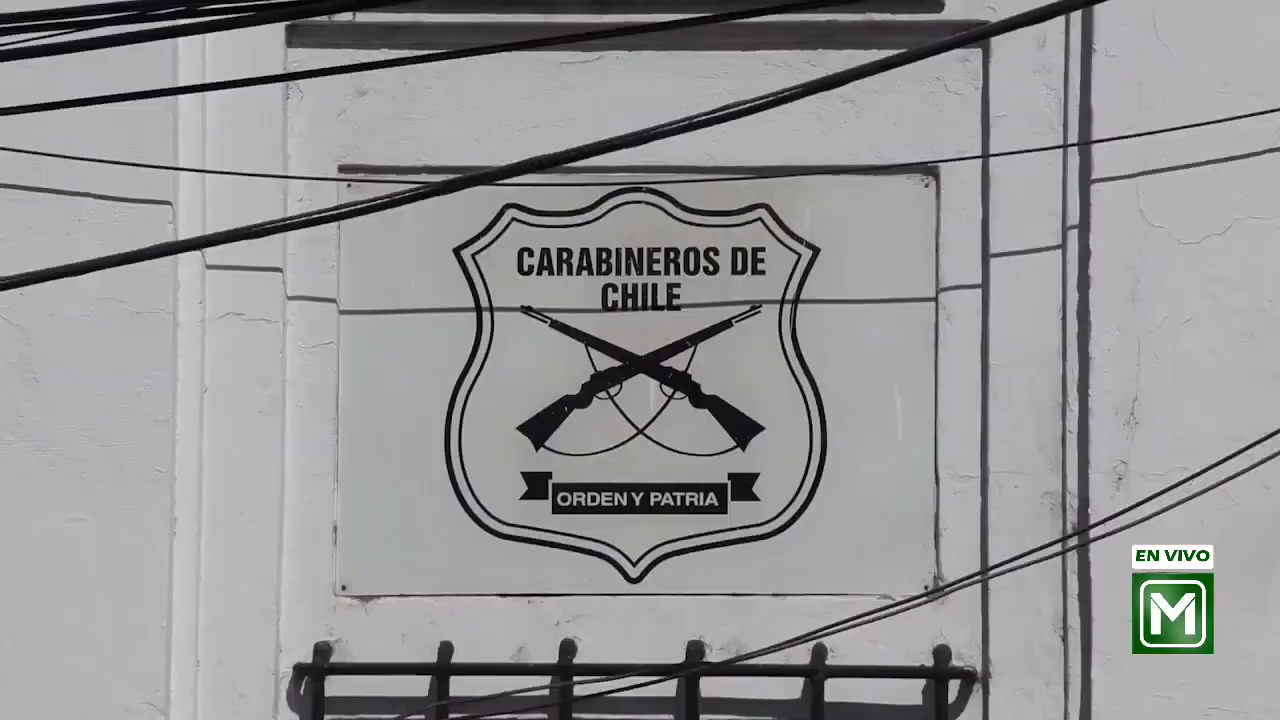 CARABINEROS DE
CHILE
ORDEN Y PATRIA
EN VIVO
M